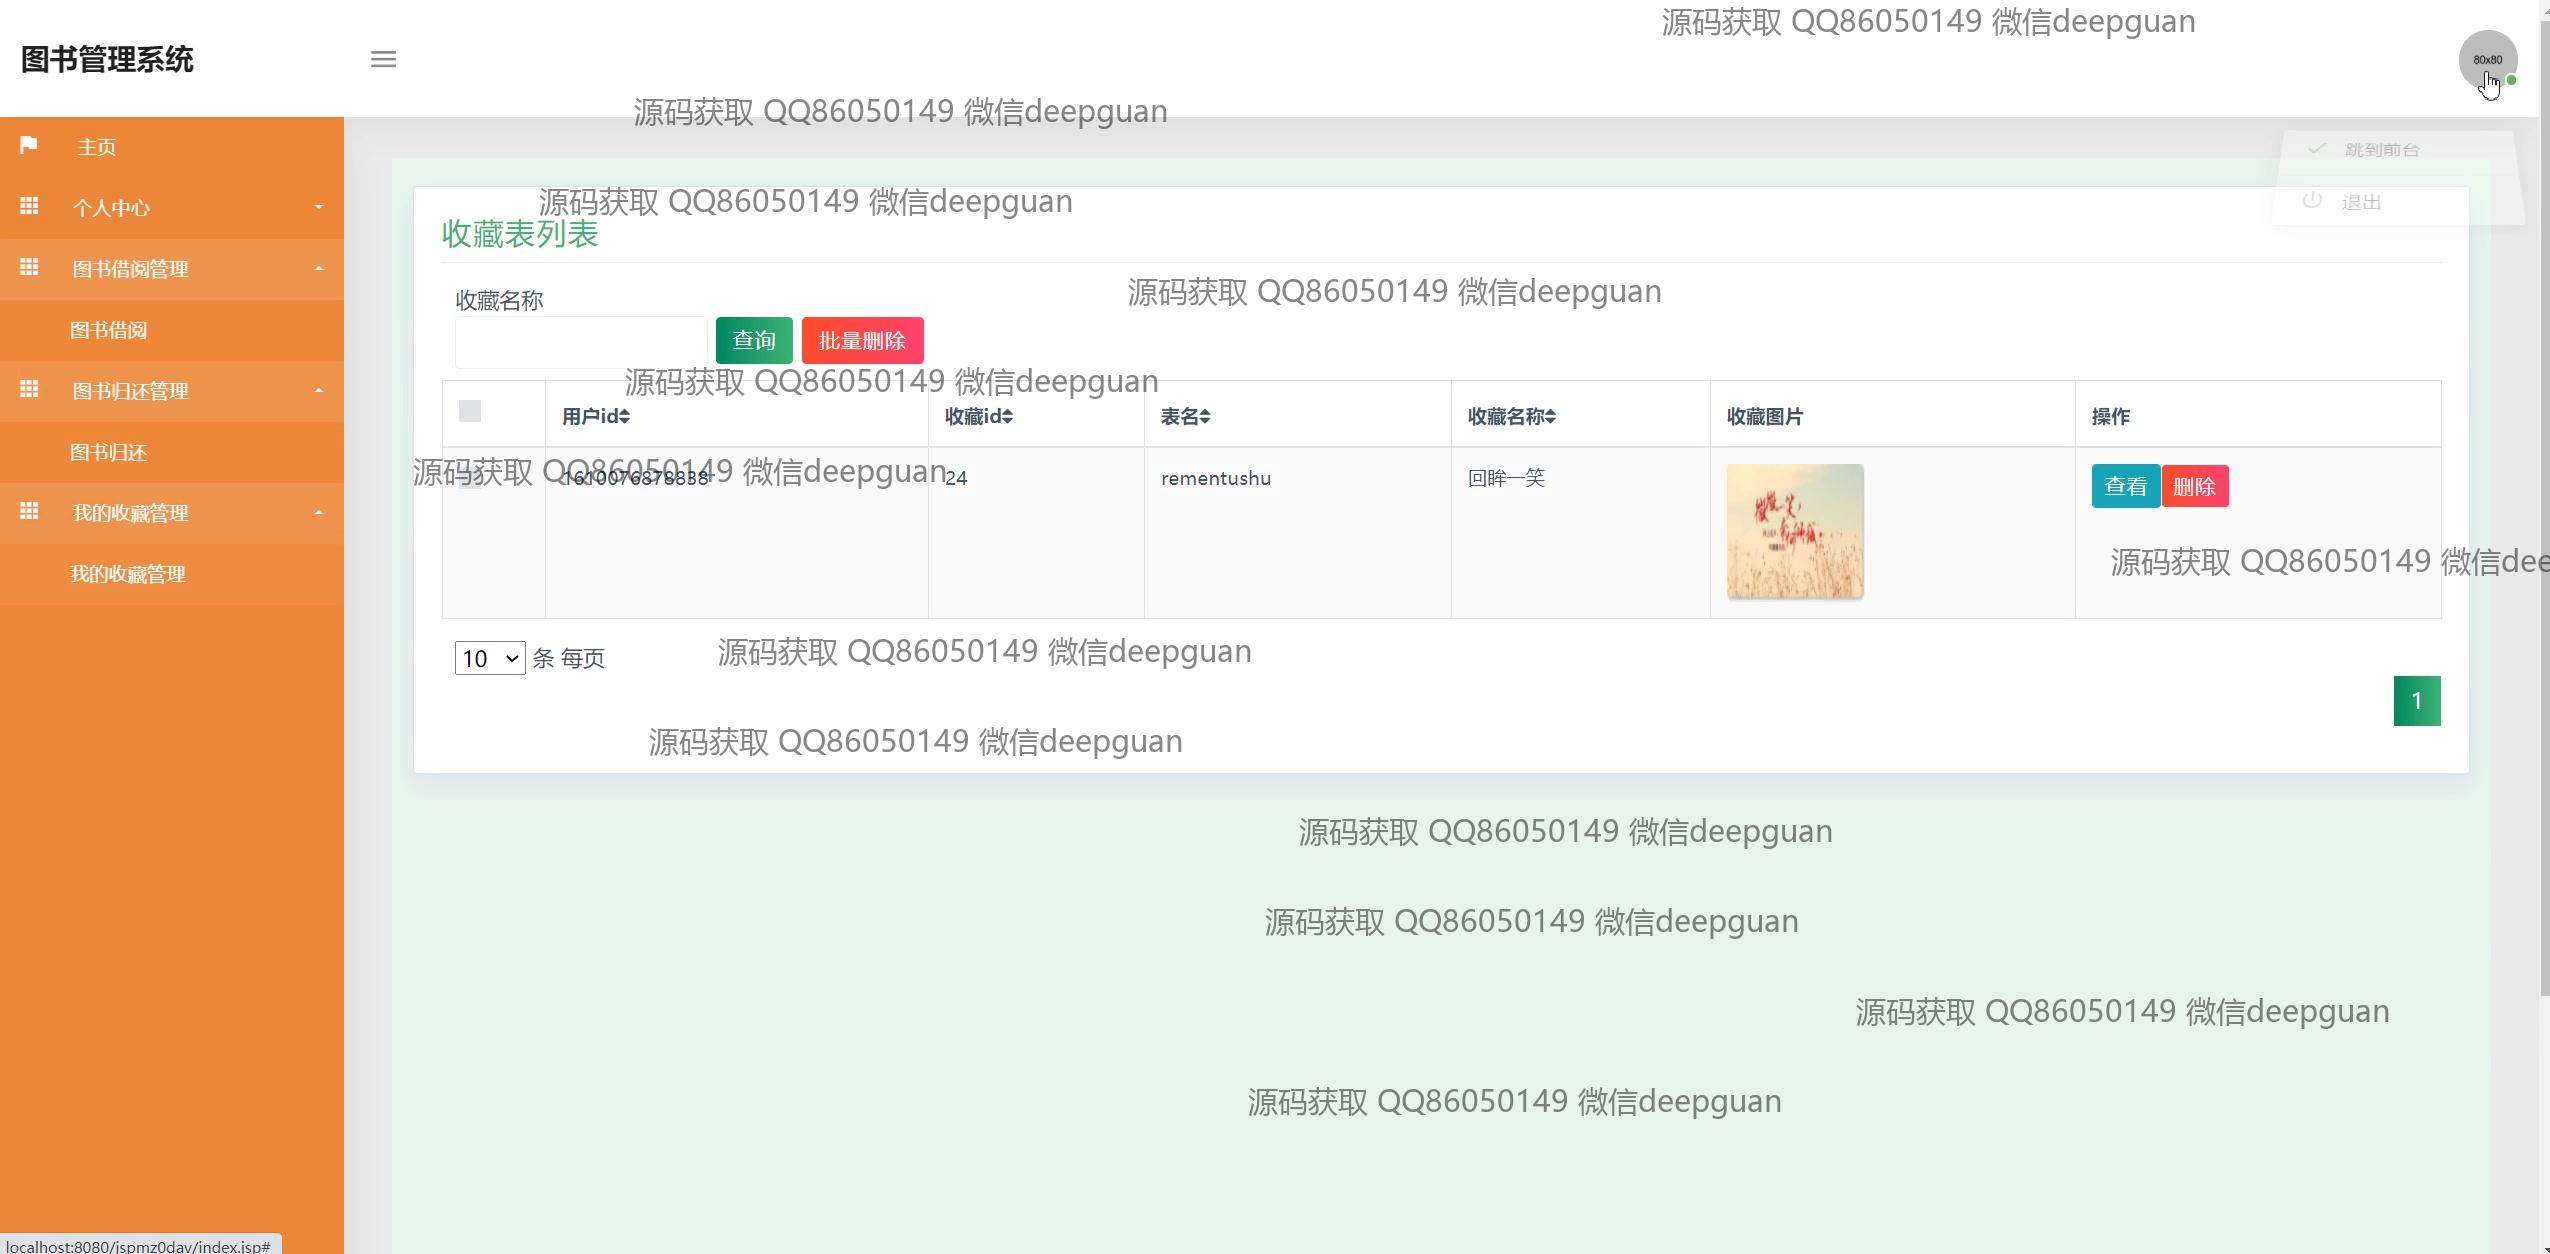 源码获取 QQ86050149 微信deepguan
图书管理系统
80x80
源码获取 QQ86050149 微信deepguan
主页
跳到前台
个人中心
源码获取 QQ86050149 微信deepguan
退出
收藏表列表
图书借阅管理
源码获取 QQ86050149 微信deepguan
收藏名称
图书借阅
查询 批量删除
源码获取 QQ86050149 微信deepguan
图书归还管理
用户id 收藏id 表名 收藏名称 收藏图片 操作
图书归还
源码获取 QQ86050149 微信deepguan
1610076878838 24 rementushu 回眸一笑 查看 删除
我的收藏管理
源码获取 QQ86050149 微信dee
我的收藏管理
源码获取 QQ86050149 微信deepguan
10 条 每页
1
源码获取 QQ86050149 微信deepguan
源码获取 QQ86050149 微信deepguan
源码获取 QQ86050149 微信deepguan
源码获取 QQ86050149 微信deepguan
源码获取 QQ86050149 微信deepguan
localhost:8080/jspmz0dav/index.jsp#